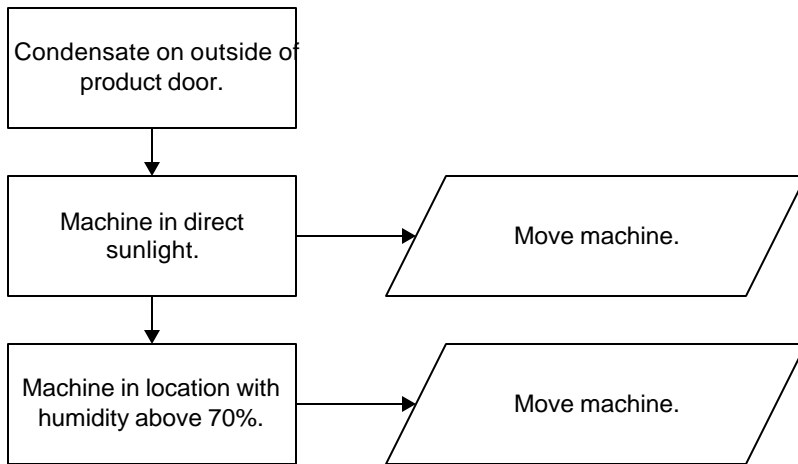 Condensate on outside of
product door.
Machine in direct
sunlight.
Move machine.
Machine in location with
humidity above 70%.
Move machine.